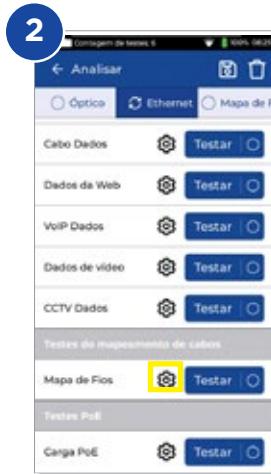 2
Contagem de testes: 6
100% 08:29
Analisar
Óptico
Ethernet
Mapa de F
Cabo Dados
Testar
Dados da Web
Testar
VoIP Dados
Testar
Dados de vídeo
Testar
CCTV Dados
Testar
Testes do mapeamento de cabos
Mapa de Fios
Testar
Testes PoE
Carga PoE
Testar